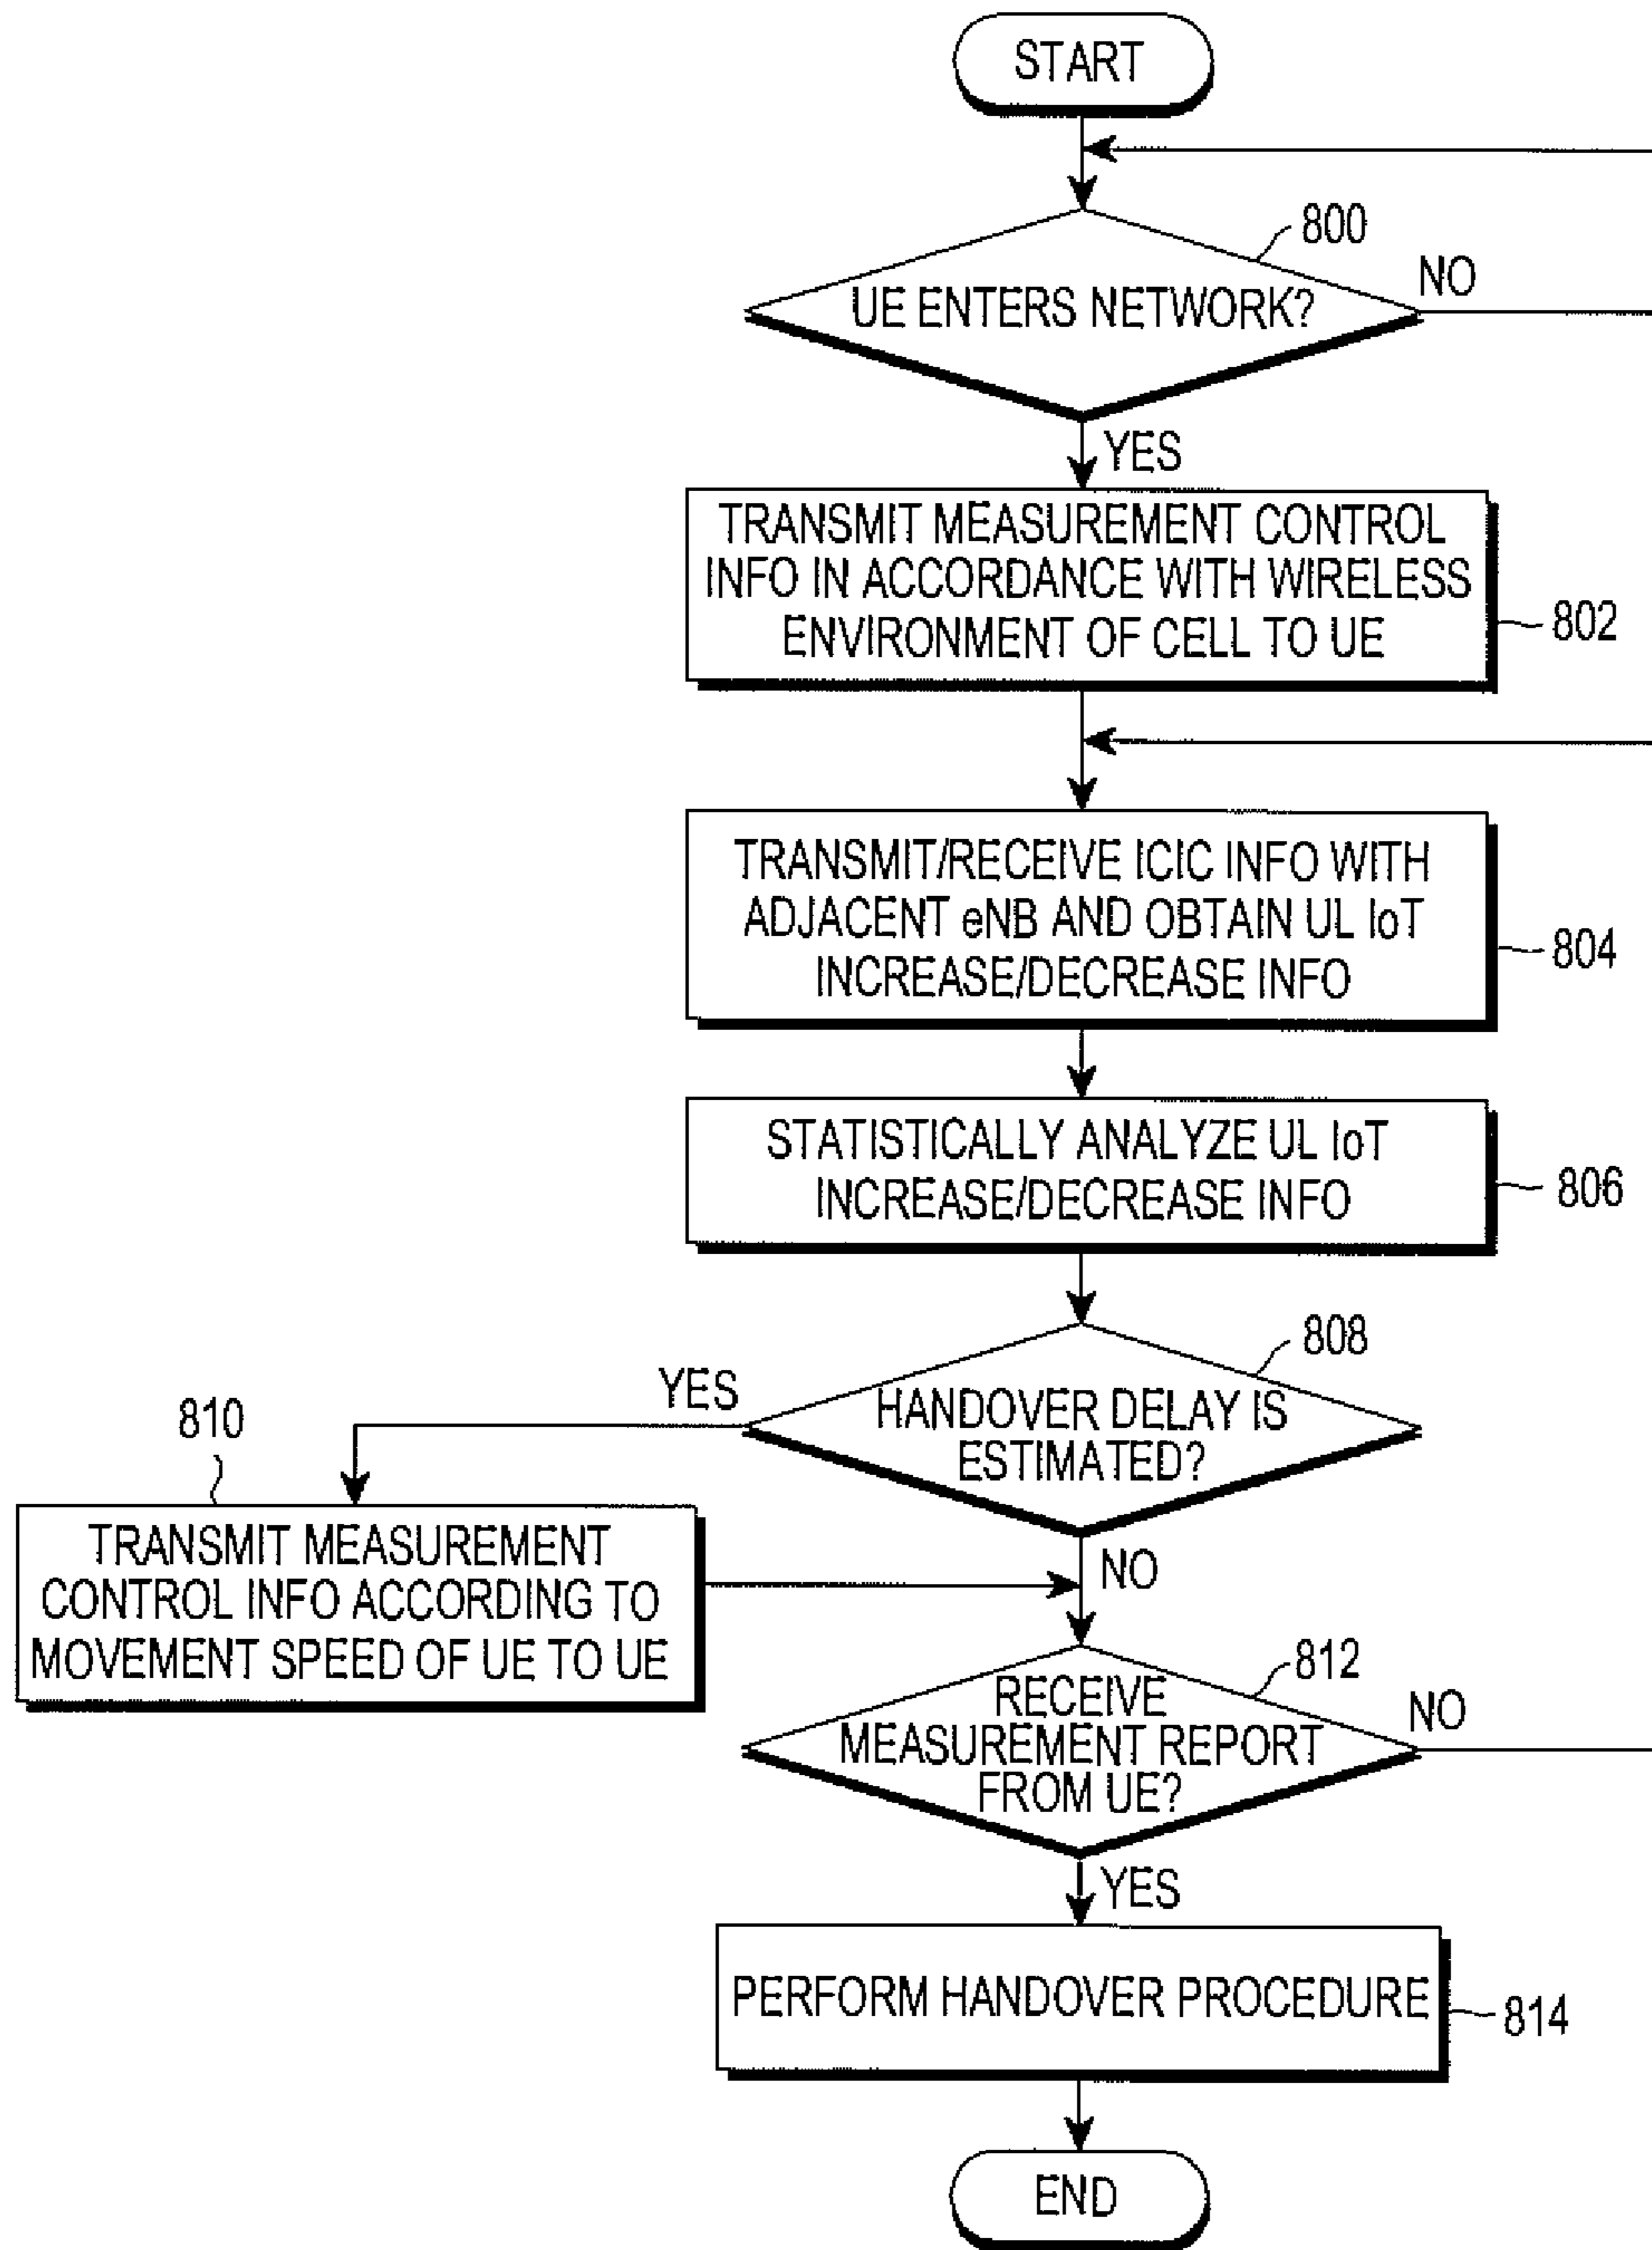 START
800
UE ENTERS NETWORK?
NO
YES
TRANSMIT MEASUREMENT CONTROL
INFO IN ACCORDANCE WITH WIRELESS
ENVIRONMENT OF CELL TO UE
802
TRANSMIT/RECEIVE ICIC INFO WITH
ADJACENT eNB AND OBTAIN UL IoT
INCREASE/DECREASE INFO
804
STATISTICALLY ANALYZE UL IoT
INCREASE/DECREASE INFO
806
808
YES
HANDOVER DELAY IS
ESTIMATED?
810
NO
TRANSMIT MEASUREMENT
CONTROL INFO ACCORDING TO
MOVEMENT SPEED OF UE TO UE
812
RECEIVE
MEASUREMENT REPORT
FROM UE?
NO
YES
PERFORM HANDOVER PROCEDURE
814
END